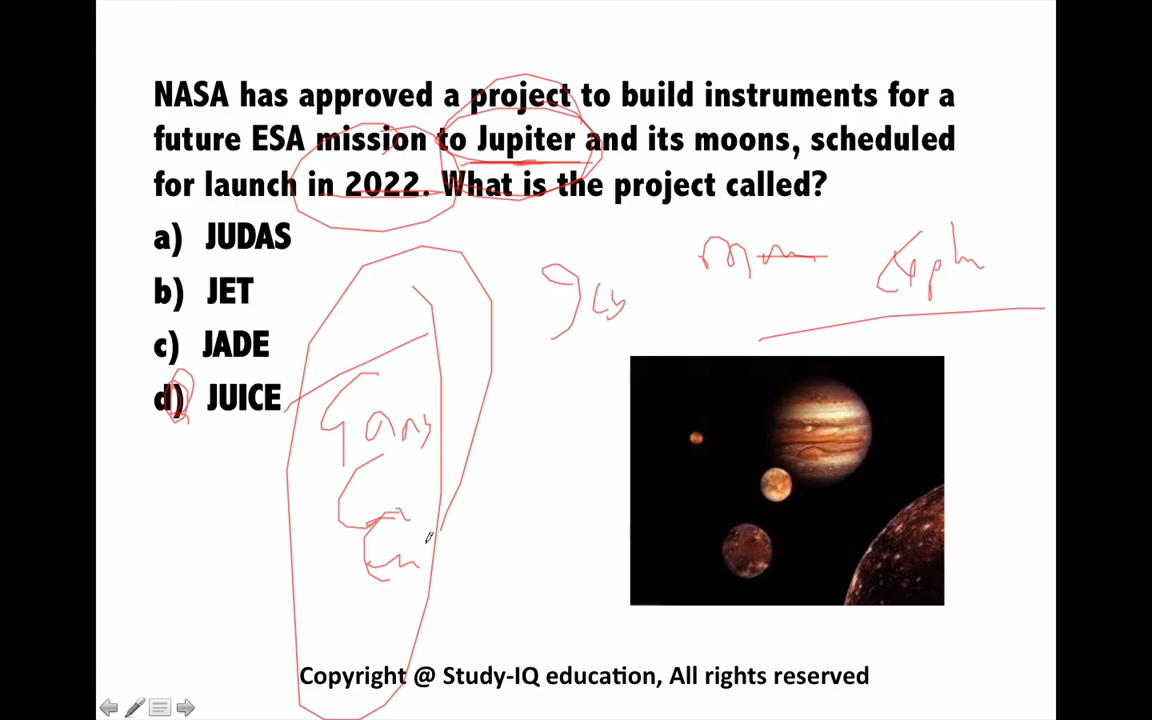 NASA has approved a project to build instruments for a
future ESA mission to Jupiter and its moons, scheduled
for launch in 2022. What is the project called?
a) JUDAS
b) JET
c) JADE
d) JUICE
Copyright @ Study-IQ education, All rights reserved